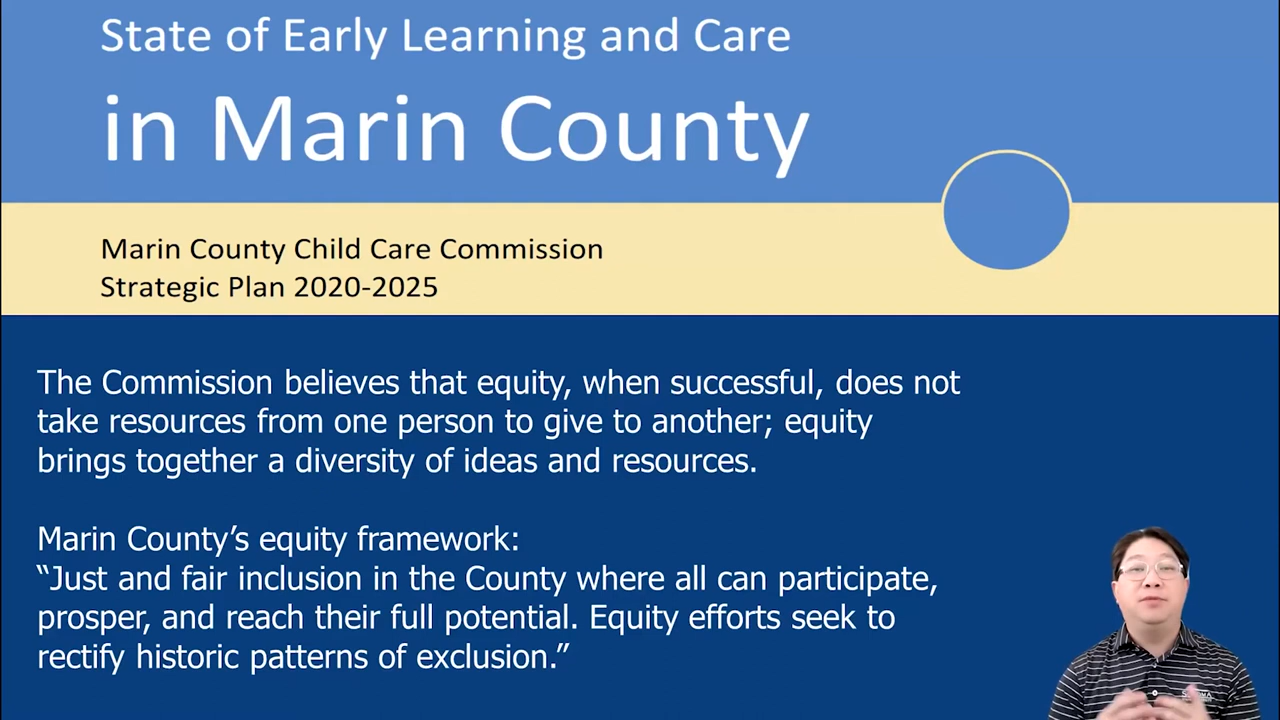 State of Early Learning and Care
in Marin County
Marin County Child Care Commission
Strategic Plan 2020-2025
The Commission believes that equity, when successful, does not
take resources from one person to give to another; equity
brings together a diversity of ideas and resources.
Marin County’s equity framework:
“Just and fair inclusion in the County where all can participate,
prosper, and reach their full potential. Equity efforts seek to
rectify historic patterns of exclusion.”